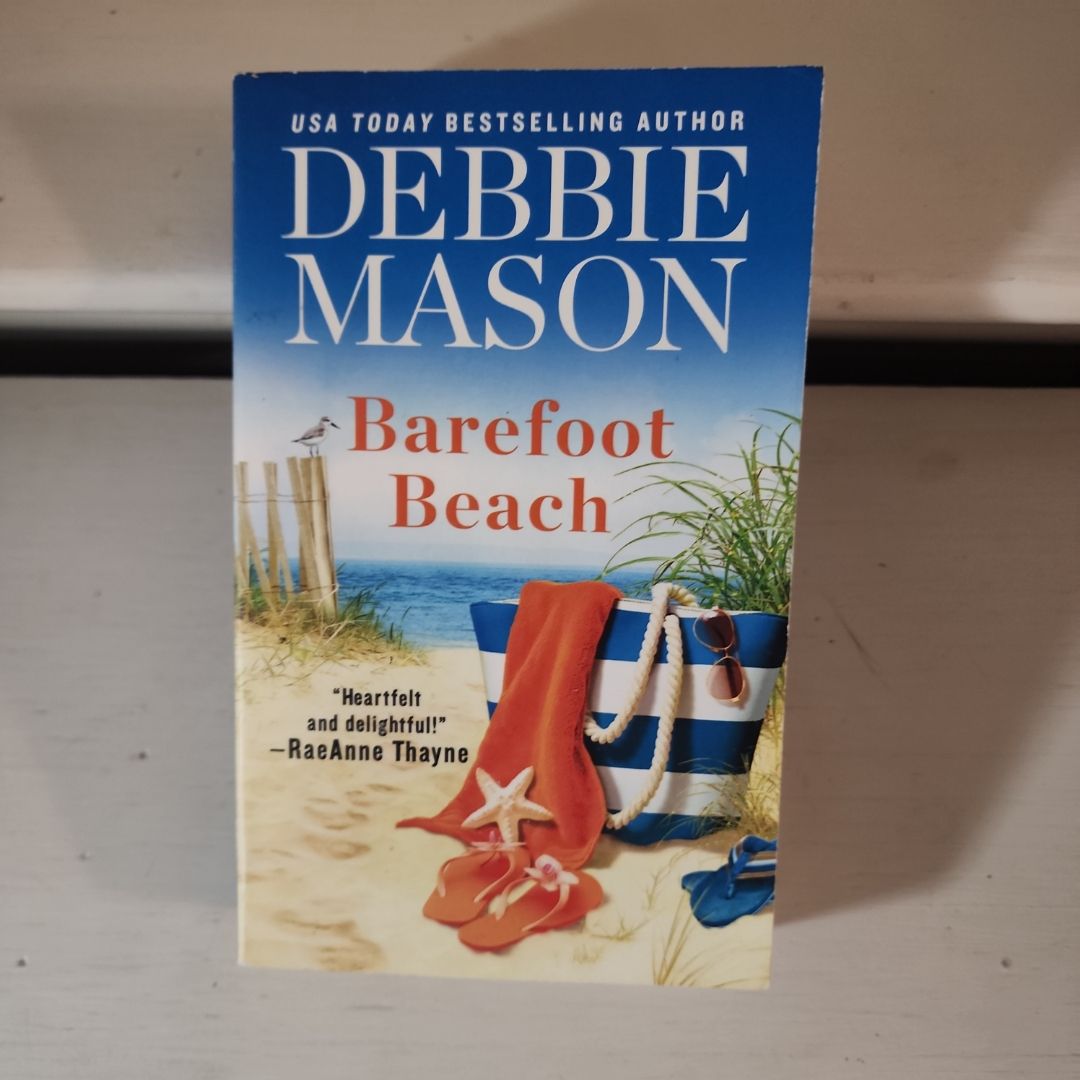 USA TODAY BESTSELLING AUTHOR
DEBBIE
MASON
Barefoot
Beach
“Heartfelt
and delightful!”
—RaeAnne Thayne